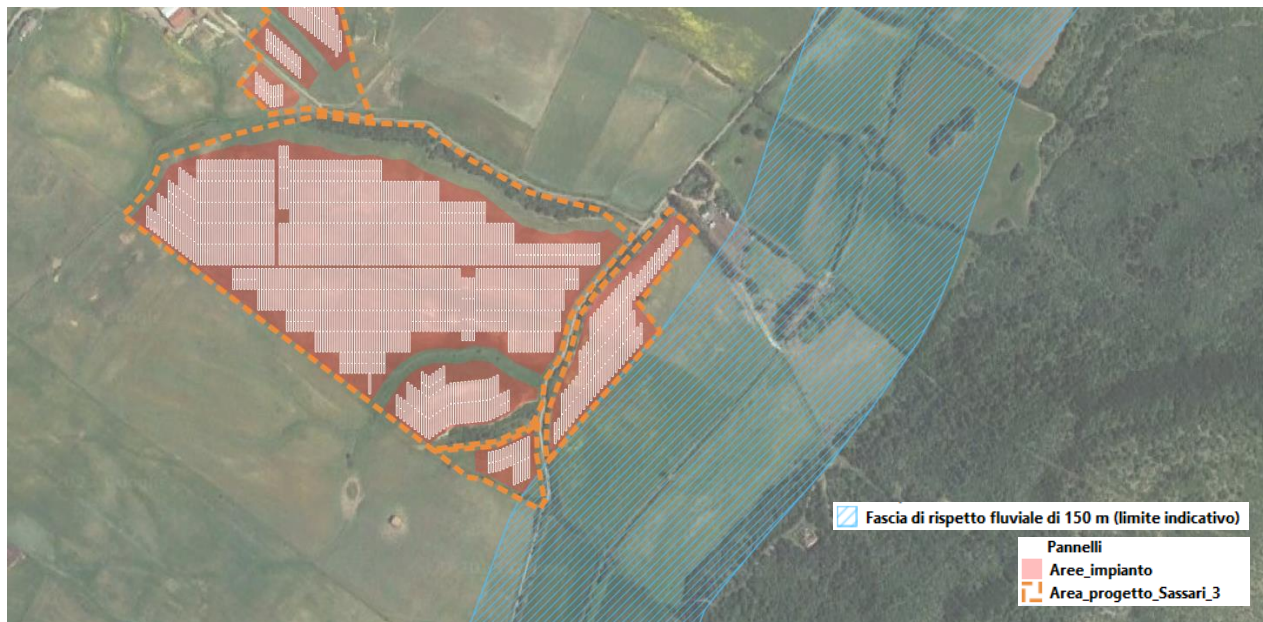 Fascia di rispetto fluviale di 150 m (limite indicativo)
Pannelli
Aree_impianto
Area_progetto_Sassari_3